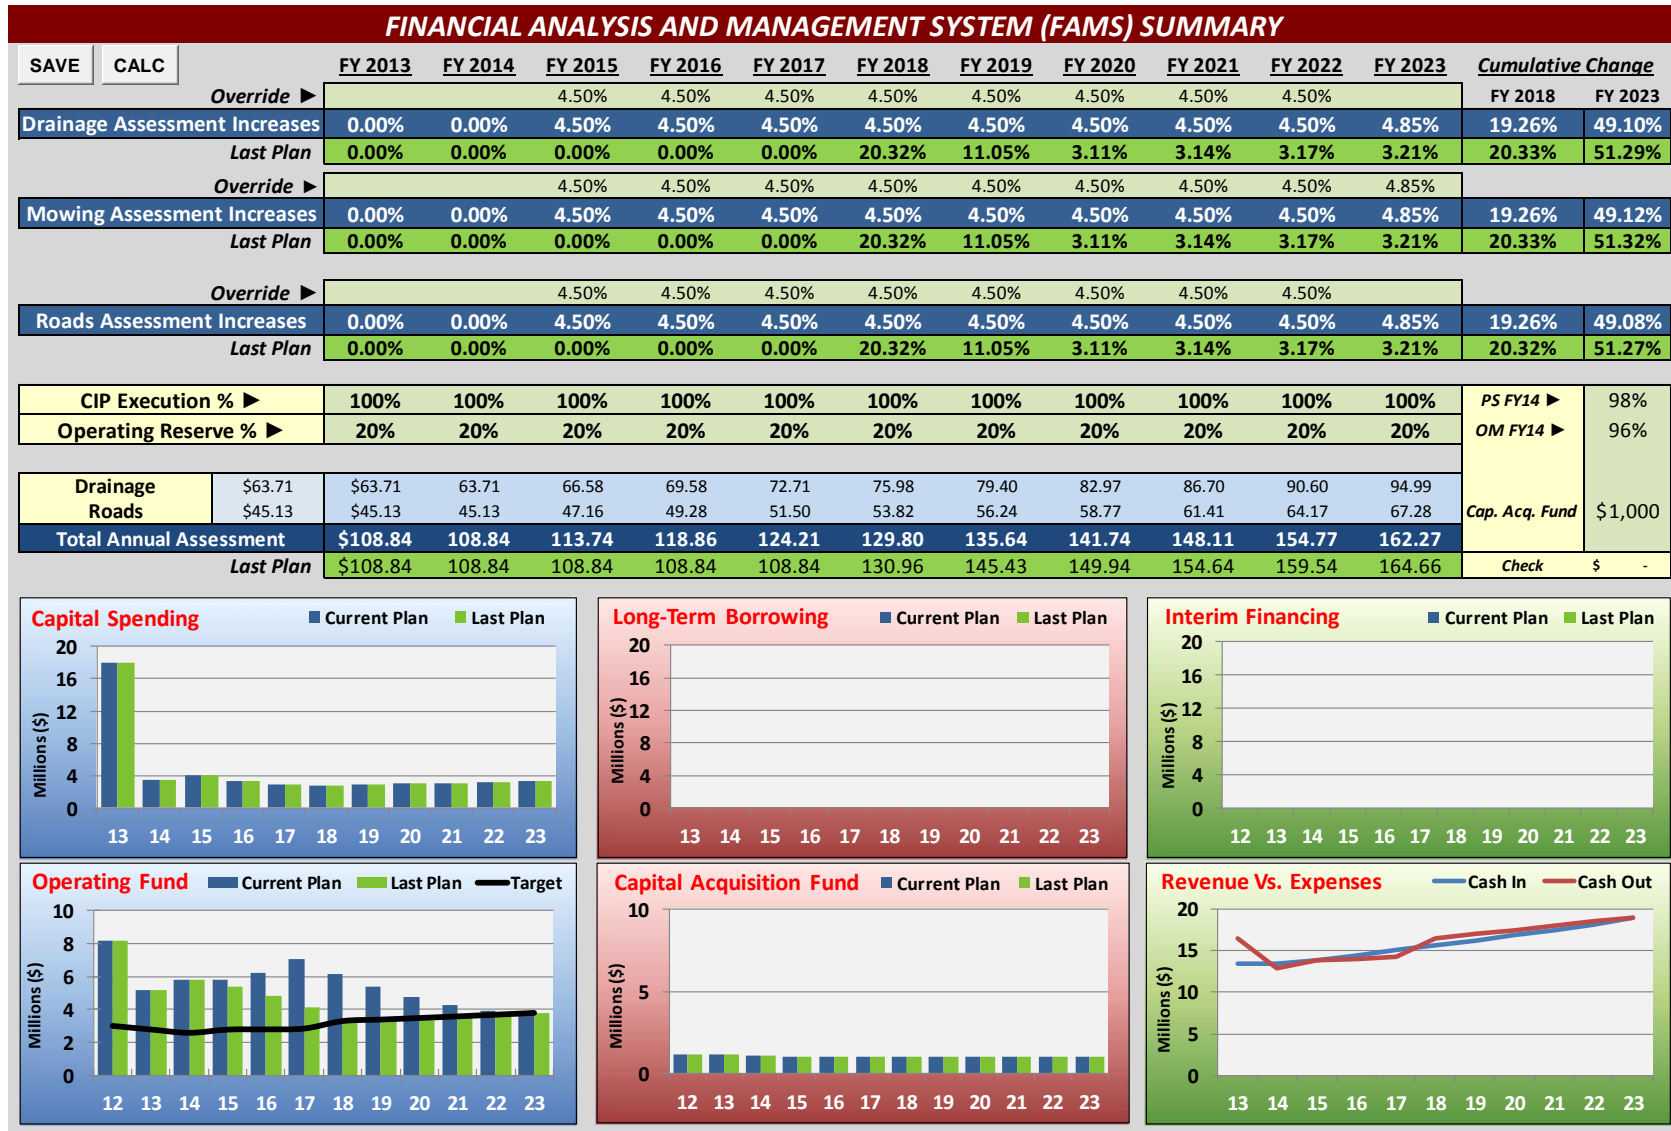 FINANCIAL ANALYSIS AND MANAGEMENT SYSTEM (FAMS) SUMMARY
SAVE CALC FY 2013 FY 2014 FY 2015 FY 2016 FY 2017 FY 2018 FY 2019 FY 2020 FY 2021 FY 2022 FY 2023 Cumulative Change
Override ► 4.50% 4.50% 4.50% 4.50% 4.50% 4.50% 4.50% 4.50% FY 2018 FY 2023
Drainage Assessment Increases 0.00% 0.00% 4.50% 4.50% 4.50% 4.50% 4.50% 4.50% 4.50% 4.50% 4.85% 19.26% 49.10%
Last Plan 0.00% 0.00% 0.00% 0.00% 0.00% 20.32% 11.05% 3.11% 3.14% 3.17% 3.21% 20.33% 51.29%
Override ► 4.50% 4.50% 4.50% 4.50% 4.50% 4.50% 4.50% 4.50% 4.85%
Mowing Assessment Increases 0.00% 0.00% 4.50% 4.50% 4.50% 4.50% 4.50% 4.50% 4.50% 4.50% 4.85% 19.26% 49.12%
Last Plan 0.00% 0.00% 0.00% 0.00% 0.00% 20.32% 11.05% 3.11% 3.14% 3.17% 3.21% 20.33% 51.32%
Override ► 4.50% 4.50% 4.50% 4.50% 4.50% 4.50% 4.50% 4.50%
Roads Assessment Increases 0.00% 0.00% 4.50% 4.50% 4.50% 4.50% 4.50% 4.50% 4.50% 4.50% 4.85% 19.26% 49.08%
Last Plan 0.00% 0.00% 0.00% 0.00% 0.00% 20.32% 11.05% 3.11% 3.14% 3.17% 3.21% 20.32% 51.27%
CIP Execution % ► 100% 100% 100% 100% 100% 100% 100% 100% 100% 100% 100% PS FY14 ► 98%
Operating Reserve % ► 20% 20% 20% 20% 20% 20% 20% 20% 20% 20% 20% OM FY14 ► 96%
Drainage $63.71 $63.71 63.71 66.58 69.58 72.71 75.98 79.40 82.97 86.70 90.60 94.99
Roads $45.13 $45.13 45.13 47.16 49.28 51.50 53.82 56.24 58.77 61.41 64.17 67.28 Cap. Acq. Fund $1,000
Total Annual Assessment $108.84 108.84 113.74 118.86 124.21 129.80 135.64 141.74 148.11 154.77 162.27
Last Plan $108.84 108.84 108.84 108.84 108.84 130.96 145.43 149.94 154.64 159.54 164.66 Check $ -
Capital Spending Current Plan Last Plan
Millions ($)
20
16
12
8
4
0
13 14 15 16 17 18 19 20 21 22 23
Long-Term Borrowing Current Plan Last Plan
Millions ($)
20
16
12
8
4
0
13 14 15 16 17 18 19 20 21 22 23
Interim Financing Current Plan Last Plan
Millions ($)
20
16
12
8
4
0
12 13 14 15 16 17 18 19 20 21 22 23
Operating Fund Current Plan Last Plan Target
Millions ($)
10
8
6
4
2
0
12 13 14 15 16 17 18 19 20 21 22 23
Capital Acquisition Fund Current Plan Last Plan
Millions ($)
10
5
0
12 13 14 15 16 17 18 19 20 21 22 23
Revenue Vs. Expenses Cash In Cash Out
Millions ($)
20
15
10
5
0
13 14 15 16 17 18 19 20 21 22 23